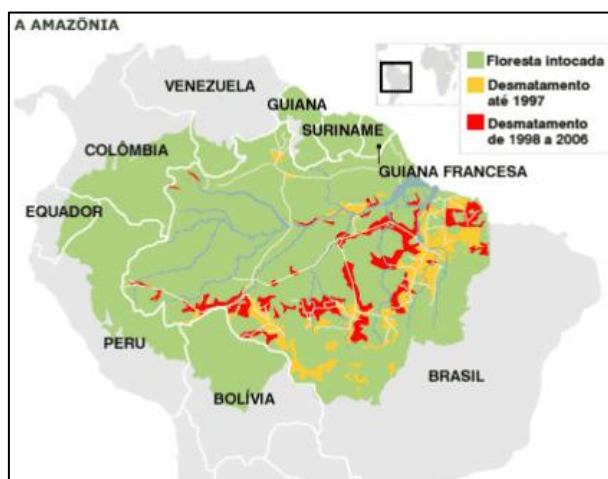 A AMAZÔNIA
Floresta intocada
Desmatamento
até 1997
Desmatamento
de 1998 a 2006
VENEZUELA
GUIANA
SURINAME
COLÔMBIA
GUIANA FRANCESA
EQUADOR
PERU
BRASIL
BOLÍVIA